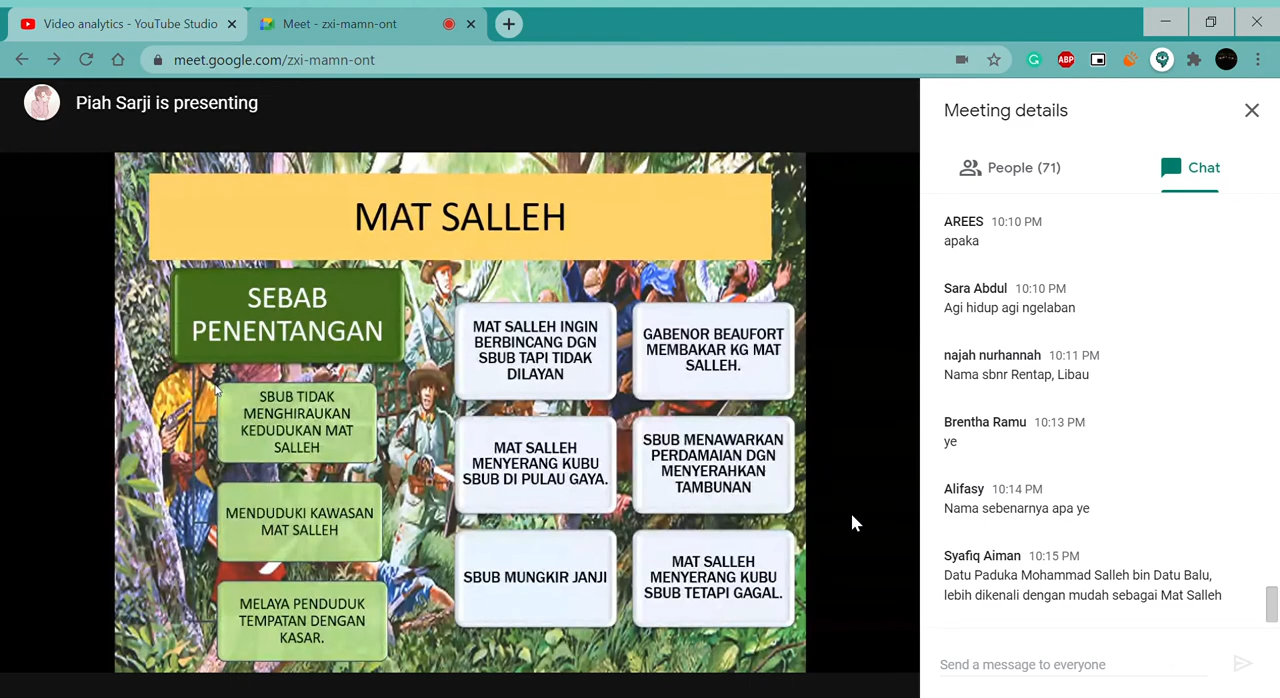 Video analytics - YouTube Studio
Meet - zxi-mamn-ont
meet.google.com/zxi-mamn-ont
ABP
Piah Sarji is presenting
MAT SALLEH
SEBAB
PENENTANGAN
SBUB TIDAK
MENGHIRAUKAN
KEDUDUKAN MAT
SALLEH
MENDUDUKI KAWASAN
MAT SALLEH
MELAYA PENDUDUK
TEMPATAN DENGAN
KASAR.
MAT SALLEH INGIN
BERBINCANG DGN
SBUB TAPI TIDAK
DILAYAN
GABENOR BEAUFORT
MEMBAKAR KG MAT
SALLEH.
MAT SALLEH
MENYERANG KUBU
SBUB DI PULAU GAYA.
SBUB MENAWARKAN
PERDAMAIAN DGN
MENYERAHKAN
TAMBUNAN
SBUB MUNGKIR JANJI
MAT SALLEH
MENYERANG KUBU
SBUB TETAPI GAGAL.
Meeting details
People (71)
Chat
AREES 10:10 PM
apaka
Sara Abdul 10:10 PM
Agi hidup agi ngelaban
najah nurhannah 10:11 PM
Nama sbnr Rentap, Libau
Brentha Ramu 10:13 PM
ye
Alifasy 10:14 PM
Nama sebenarnya apa ye
Syafiq Aiman 10:15 PM
Datu Paduka Mohammad Salleh bin Datu Balu,
lebih dikenali dengan mudah sebagai Mat Salleh
Send a message to everyone